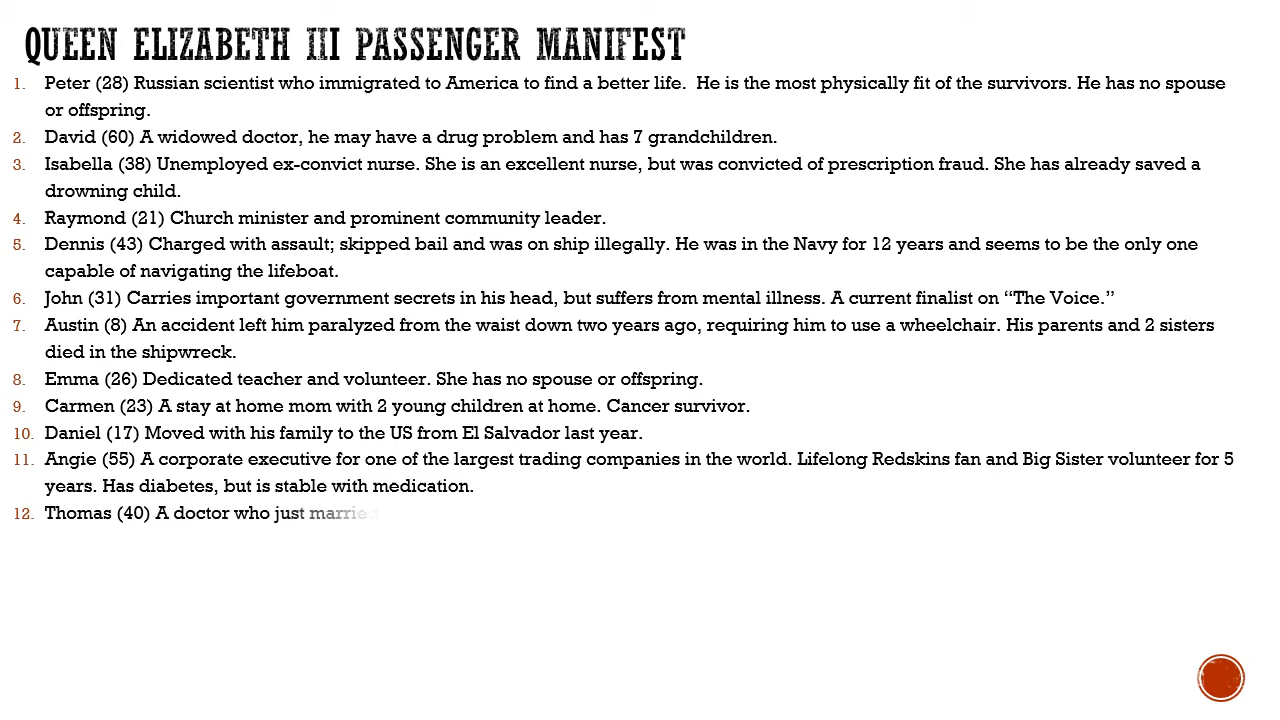 QUEEN ELIZABETH III PASSENGER MANIFEST
1. Peter (28) Russian scientist who immigrated to America to find a better life.  He is the most physically fit of the survivors. He has no spouse
or offspring.
2. David (60) A widowed doctor, he may have a drug problem and has 7 grandchildren.
3. Isabella (38) Unemployed ex-convict nurse. She is an excellent nurse, but was convicted of prescription fraud. She has already saved a
drowning child.
4. Raymond (21) Church minister and prominent community leader.
5. Dennis (43) Charged with assault; skipped bail and was on ship illegally. He was in the Navy for 12 years and seems to be the only one
capable of navigating the lifeboat.
6. John (31) Carries important government secrets in his head, but suffers from mental illness. A current finalist on “The Voice.”
7. Austin (8) An accident left him paralyzed from the waist down two years ago, requiring him to use a wheelchair. His parents and 2 sisters
died in the shipwreck.
8. Emma (26) Dedicated teacher and volunteer. She has no spouse or offspring.
9. Carmen (23) A stay at home mom with 2 young children at home. Cancer survivor.
10. Daniel (17) Moved with his family to the US from El Salvador last year.
11. Angie (55) A corporate executive for one of the largest trading companies in the world. Lifelong Redskins fan and Big Sister volunteer for 5
years. Has diabetes, but is stable with medication.
12. Thomas (40) A doctor who just married